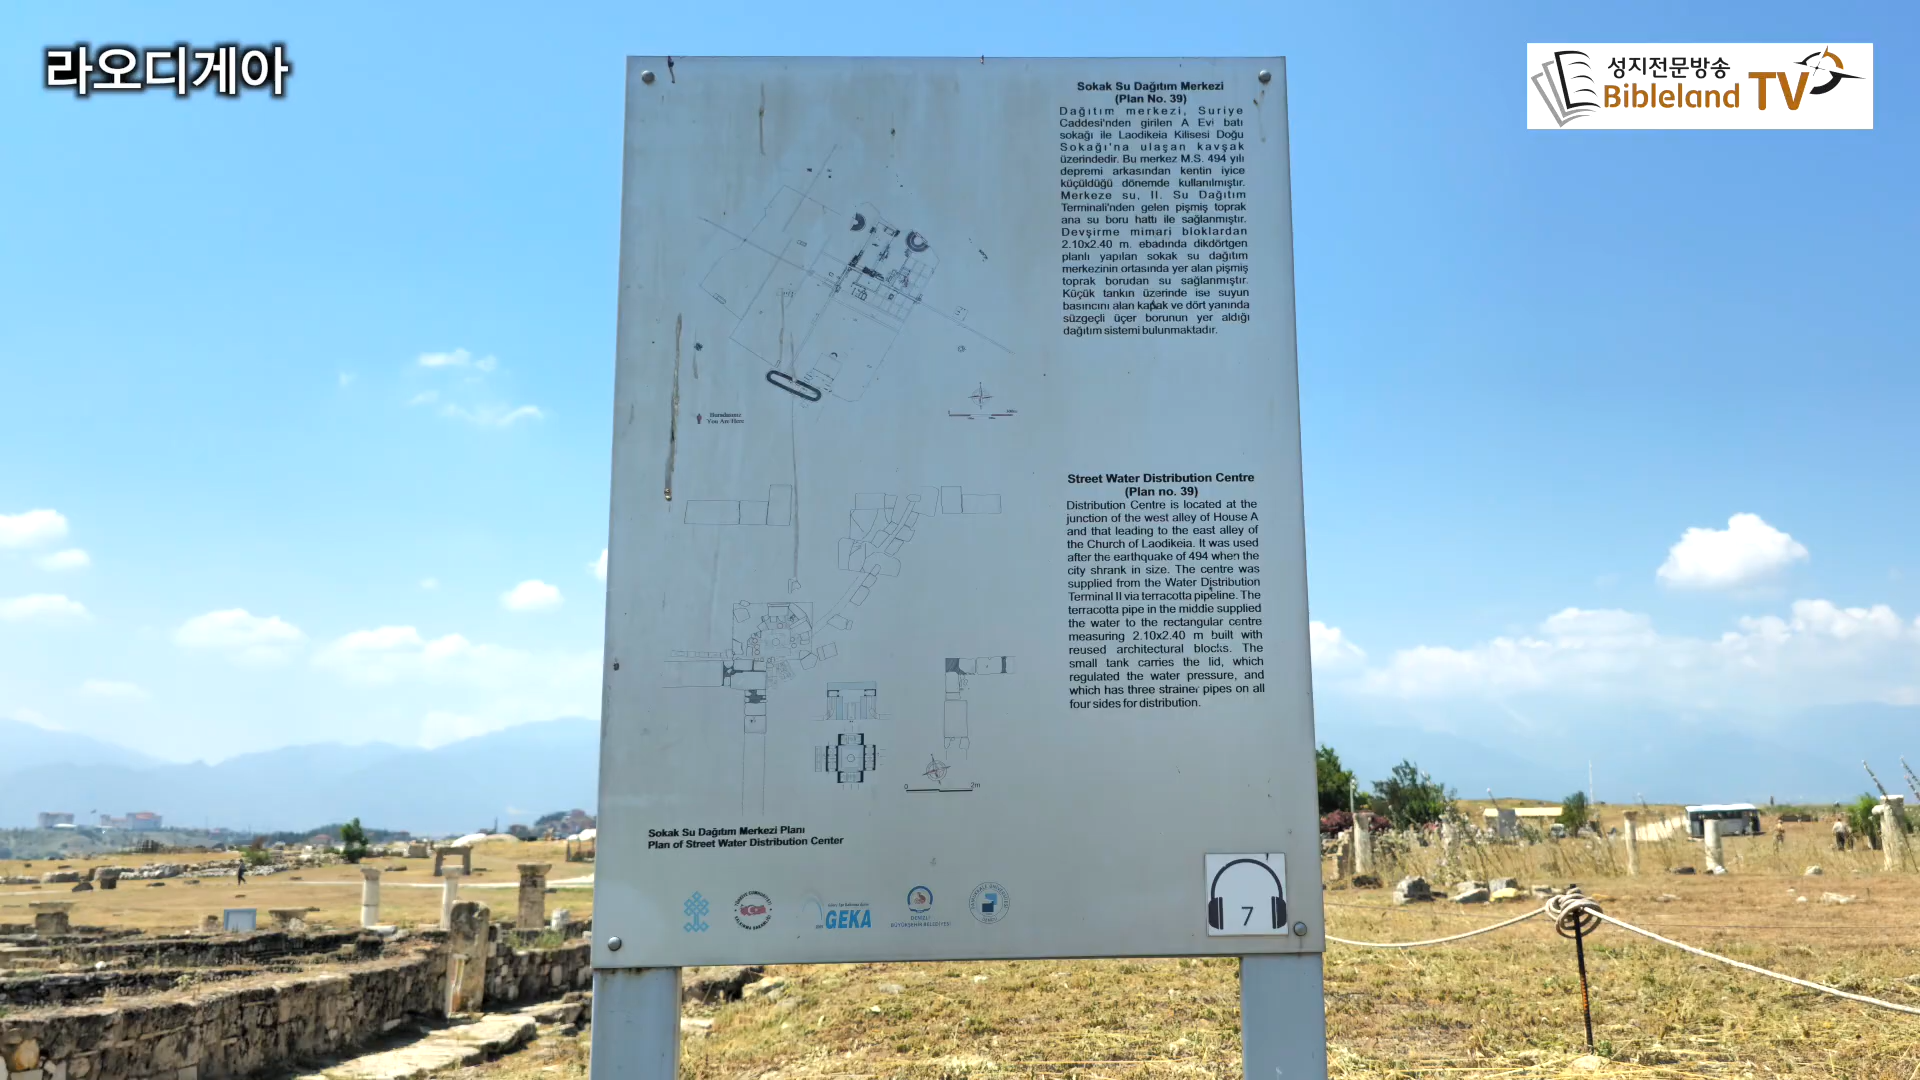 라오디게아
성지전문방송
Bibleland TV
Sokak Su Dağıtım Merkezi
(Plan No. 39)
Dağıtım merkezi, Suriye
Caddesi'nden girilen A Evi batı
sokağı ile Laodikeia Kilisesi Doğu
Sokağı'na ulaşan kavşak
üzerindedir. Bu merkez M.S. 494 yılı
depremi arkasından kentin iyice
küçüldüğü dönemde kullanılmıştır.
Merkeze su, II. Su Dağıtım
Terminali'nden gelen pişmiş toprak
ana su boru hattı ile sağlanmıştır.
Devşirme mimari bloklardan
2.10x2.40 m. ebadında dikdörtgen
planlı yapılan sokak su dağıtım
merkezinin ortasında yer alan pişmiş
toprak borudan su sağlanmıştır.
Küçük tankın üzerinde ise suyun
basıncını alan kapak ve dört yanında
süzgeçli üçer borunun yer aldığı
dağıtım sistemi bulunmaktadır.
Buradasınız
You Are Here
Street Water Distribution Centre
(Plan no. 39)
Distribution Centre is located at the
junction of the west alley of House A
and that leading to the east alley of
the Church of Laodikeia. It was used
after the earthquake of 494 when the
city shrank in size. The centre was
supplied from the Water Distribution
Terminal II via terracotta pipeline. The
terracotta pipe in the middle supplied
the water to the rectangular centre
measuring 2.10x2.40 m built with
reused architectural blocks. The
small tank carries the lid, which
regulated the water pressure, and
which has three strainer pipes on all
four sides for distribution.
0 2m
Sokak Su Dağıtım Merkezi Planı
Plan of Street Water Distribution Center
GEKA
DENİZLİ
BÜYÜKŞEHİR BELEDİYESİ
7